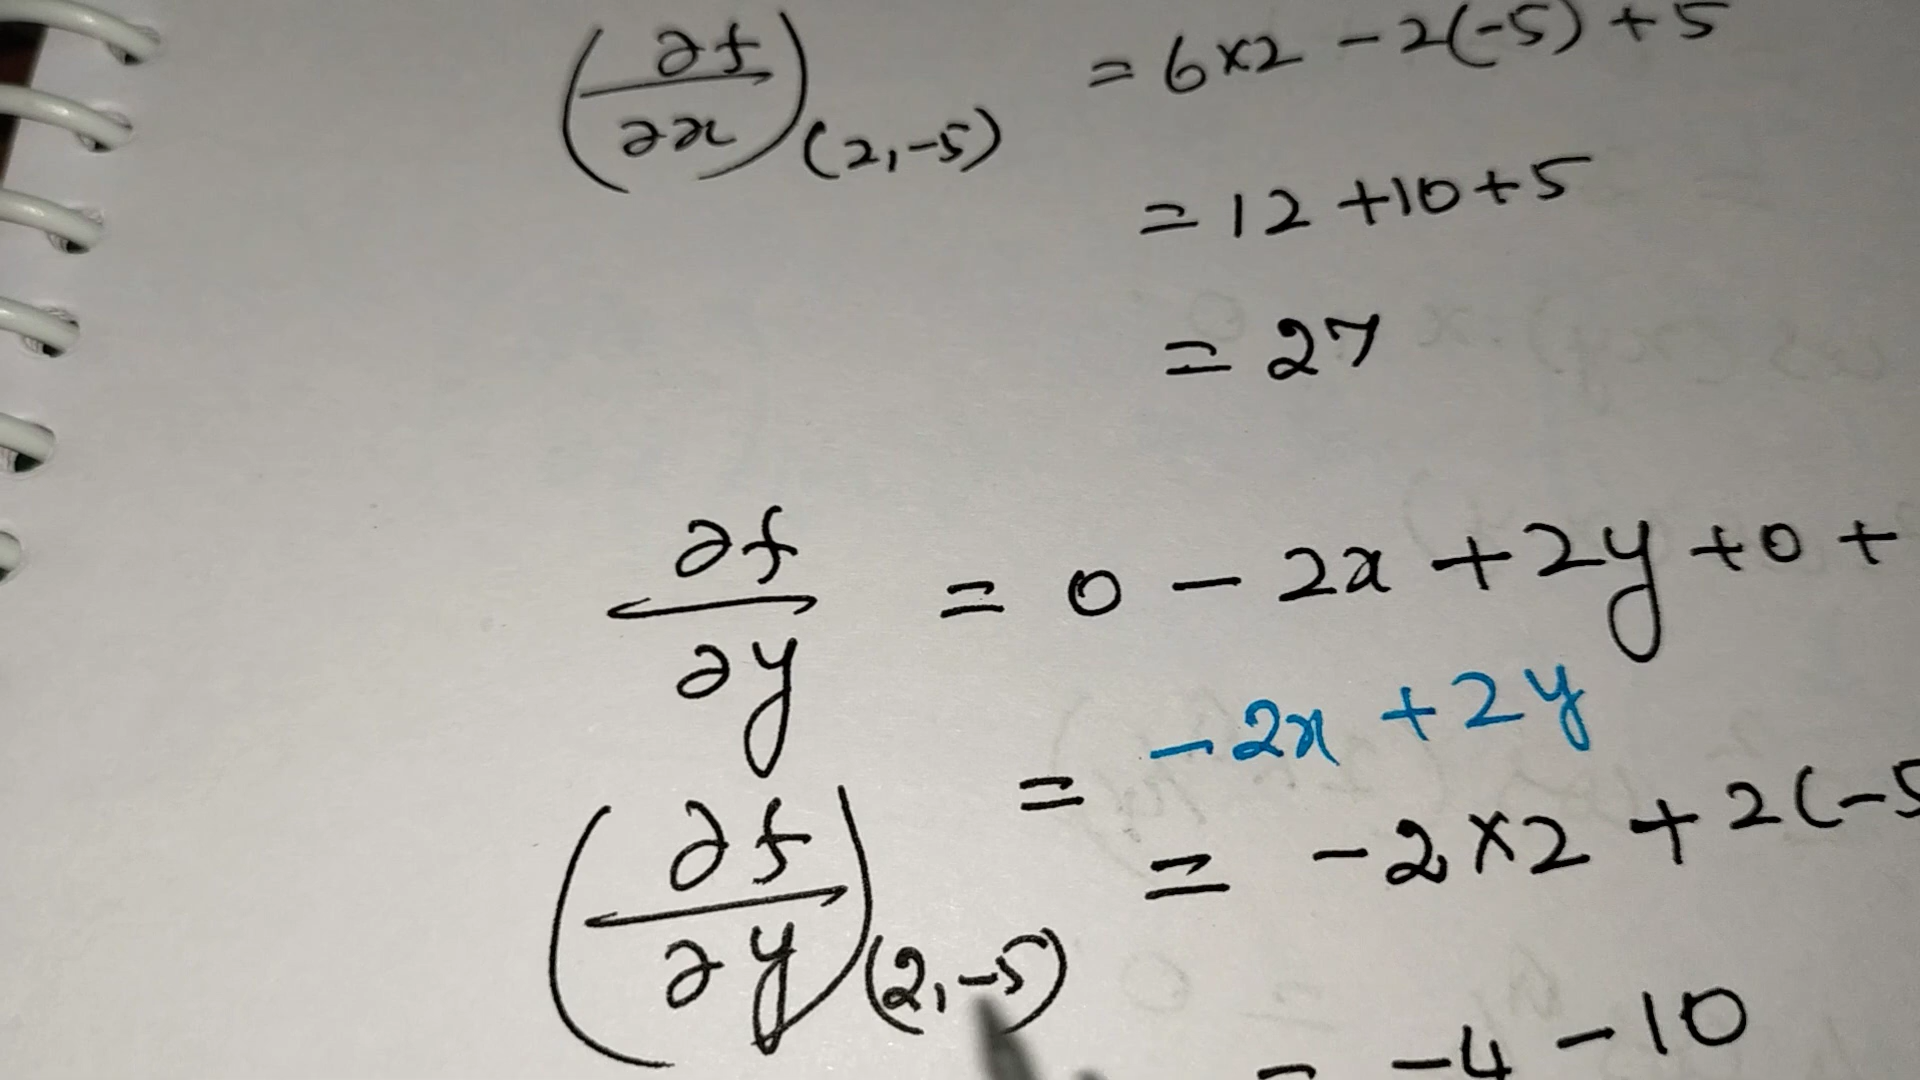 (∂f/∂x)(2,-5) = 6×2 - 2(-5) + 5
= 12 + 10 + 5
= 27
∂f/∂y = 0 - 2x + 2y + 0 +
= -2x + 2y
(∂f/∂y)(2,-5) = -2×2 + 2(-5
= -4 - 10